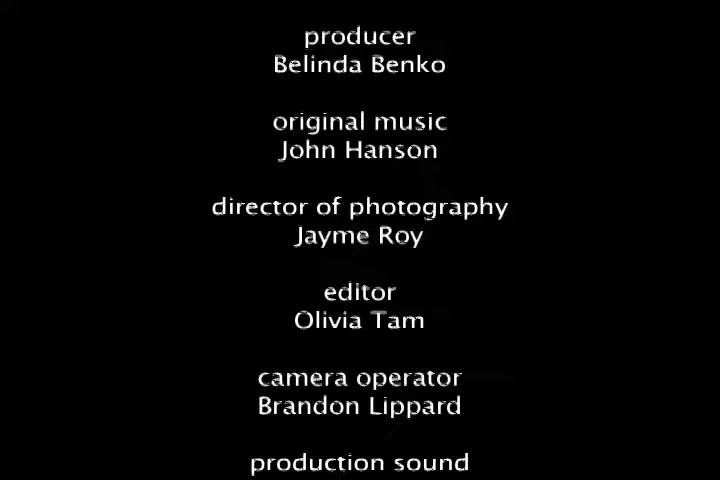 producer
Belinda Benko
original music
John Hanson
director of photography
Jayme Roy
editor
Olivia Tam
camera operator
Brandon Lippard
production sound